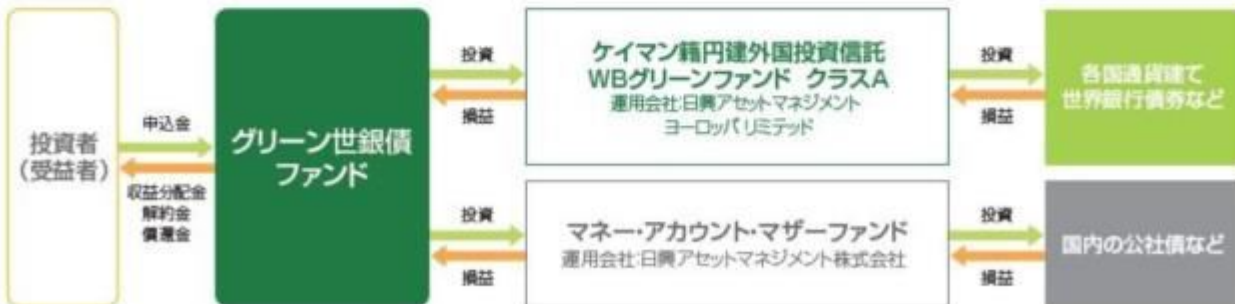 投資者
（受益者）
申込金
収益分配金
解約金
償還金
グリーン世銀債
ファンド
投資
損益
ケイマン籍円建外国投資信託
WBグリーンファンド クラスA
運用会社:日興アセットマネジメント
ヨーロッパ リミテッド
投資
損益
各国通貨建て
世界銀行債券など
投資
損益
マネー・アカウント・マザーファンド
運用会社:日興アセットマネジメント株式会社
投資
損益
国内の公社債など